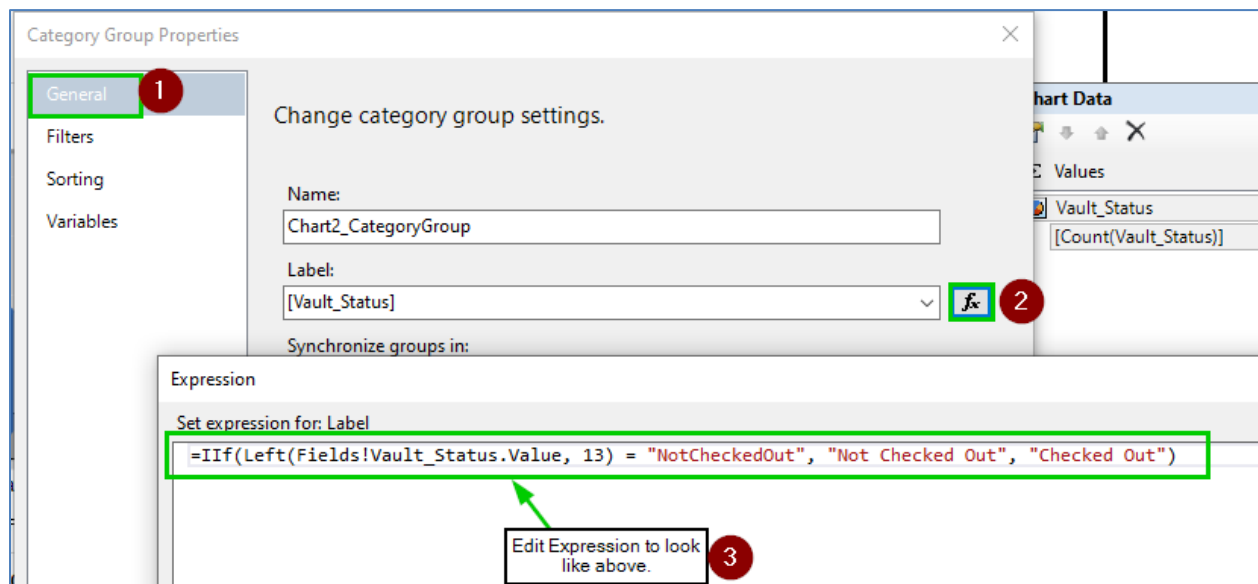 Category Group Properties
General
1
Filters
Sorting
Variables
Change category group settings.
Name:
Chart2_CategoryGroup
Label:
[Vault_Status]
fx
2
Synchronize groups in:
hart Data
Σ Values
Vault_Status
[Count(Vault_Status)]
Expression
Set expression for: Label
=IIf(Left(Fields!Vault_Status.Value, 13) = "NotCheckedOut", "Not Checked Out", "Checked Out")
Edit Expression to look
like above.
3